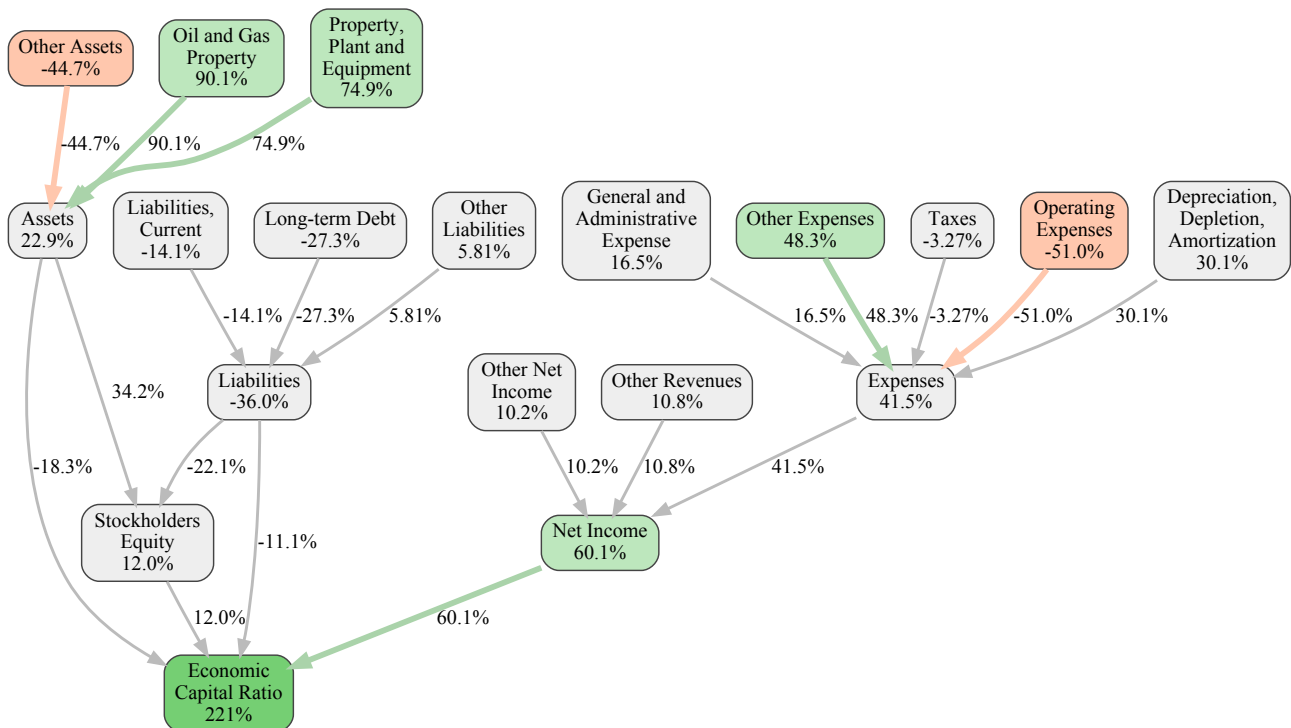 Other Assets
-44.7%
Oil and Gas
Property
90.1%
Property,
Plant and
Equipment
74.9%
-44.7%
90.1%
74.9%
Assets
22.9%
Liabilities,
Current
-14.1%
Long-term Debt
-27.3%
Other
Liabilities
5.81%
General and
Administrative
Expense
16.5%
Other Expenses
48.3%
Taxes
-3.27%
Operating
Expenses
-51.0%
Depreciation,
Depletion,
Amortization
30.1%
-14.1%
-27.3%
5.81%
16.5%
48.3%
-3.27%
-51.0%
30.1%
34.2%
Liabilities
-36.0%
Other Net
Income
10.2%
Other Revenues
10.8%
Expenses
41.5%
-18.3%
-22.1%
10.2%
10.8%
41.5%
Stockholders
Equity
12.0%
-11.1%
Net Income
60.1%
12.0%
60.1%
Economic
Capital Ratio
221%